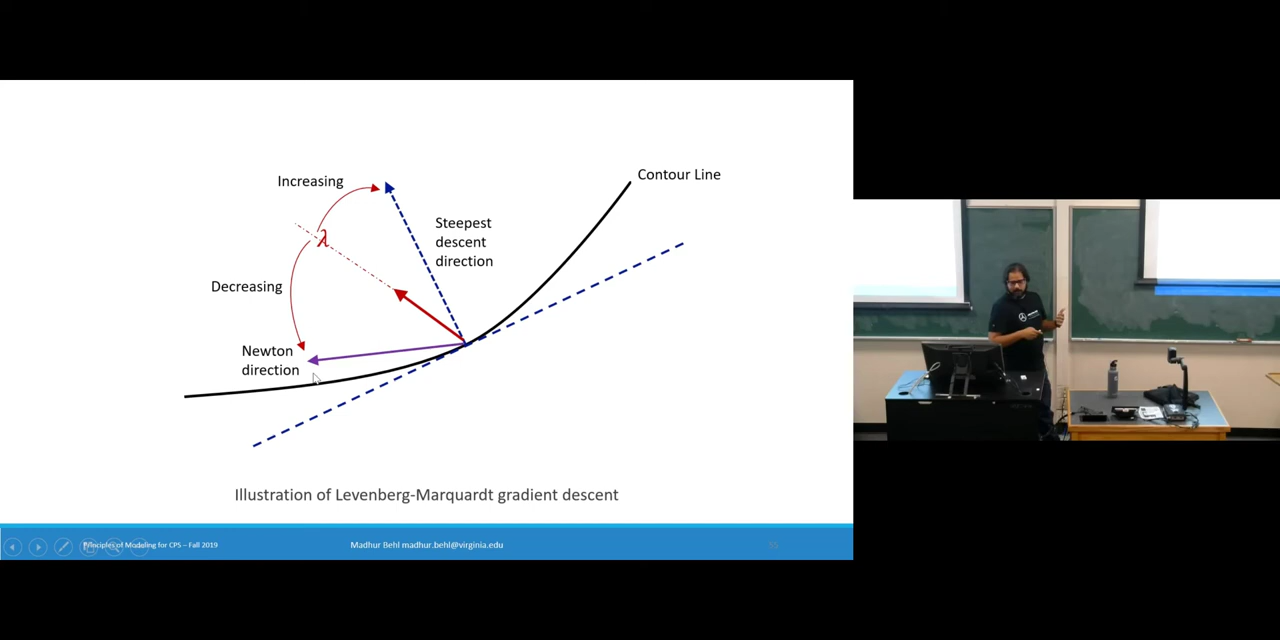 Increasing
Contour Line
Steepest
descent
direction
λ
Decreasing
Newton
direction
Illustration of Levenberg-Marquardt gradient descent
Principles of Modeling for CPS – Fall 2019
Madhur Behl madhur.behl@virginia.edu